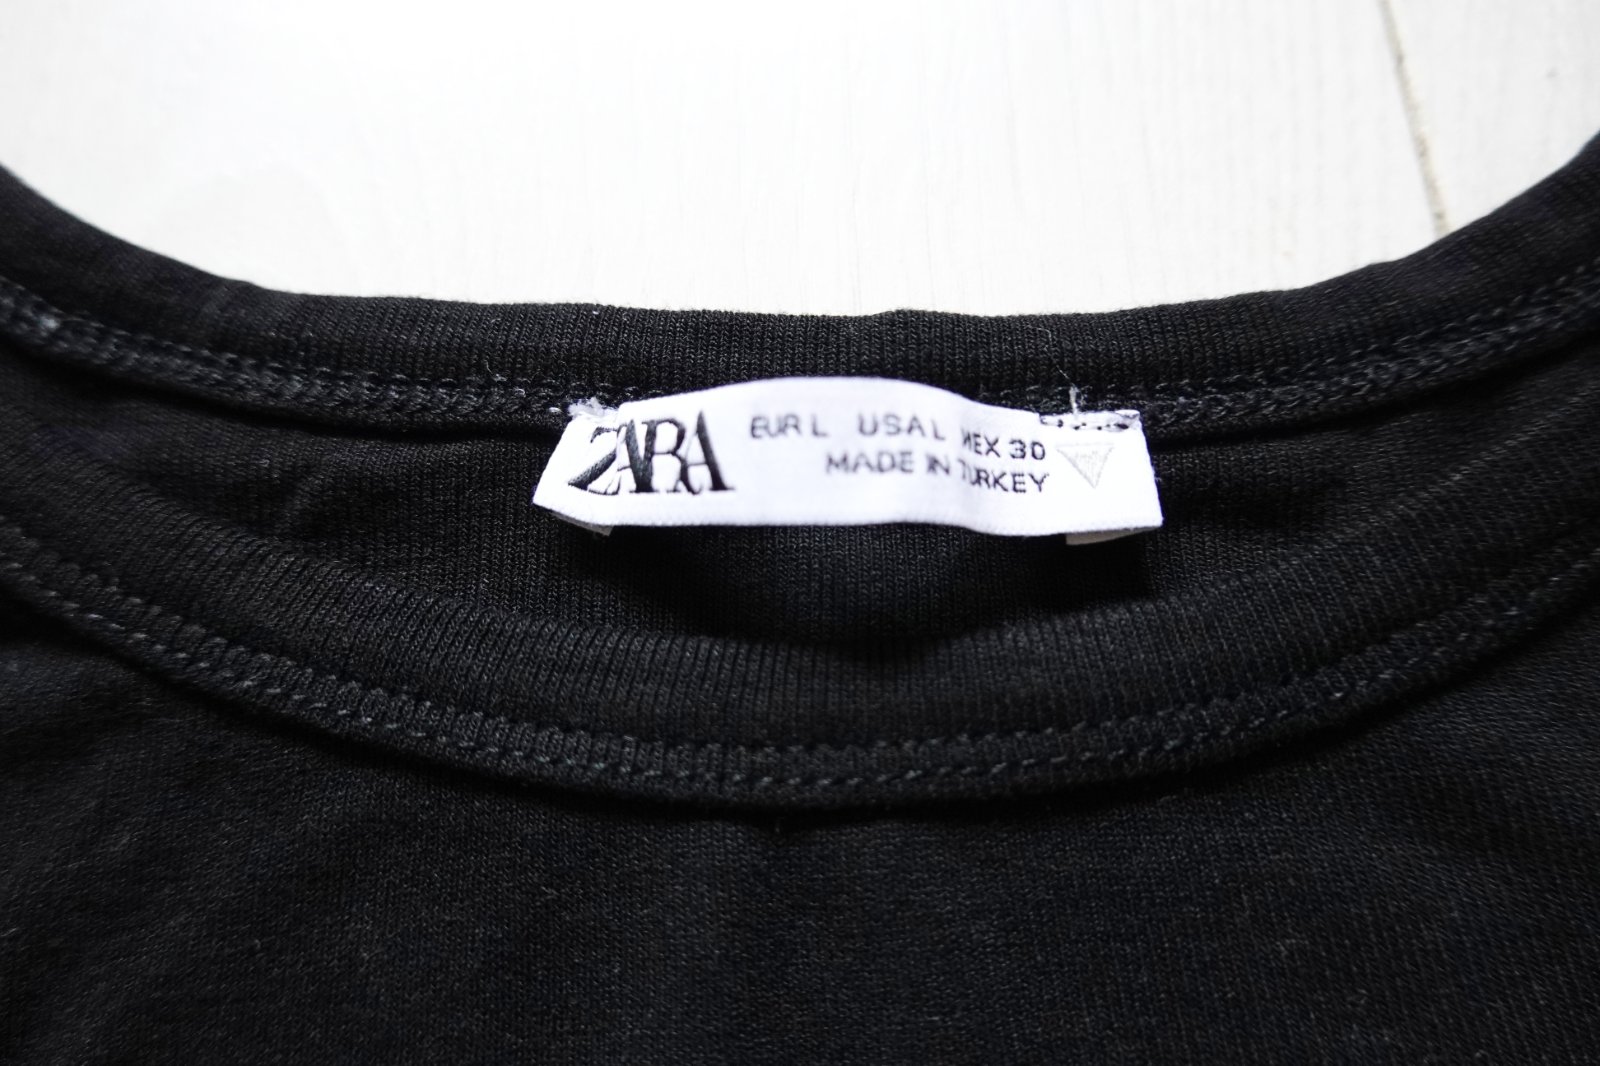 ZARA
EUR L USA L MEX 30
MADE IN TURKEY